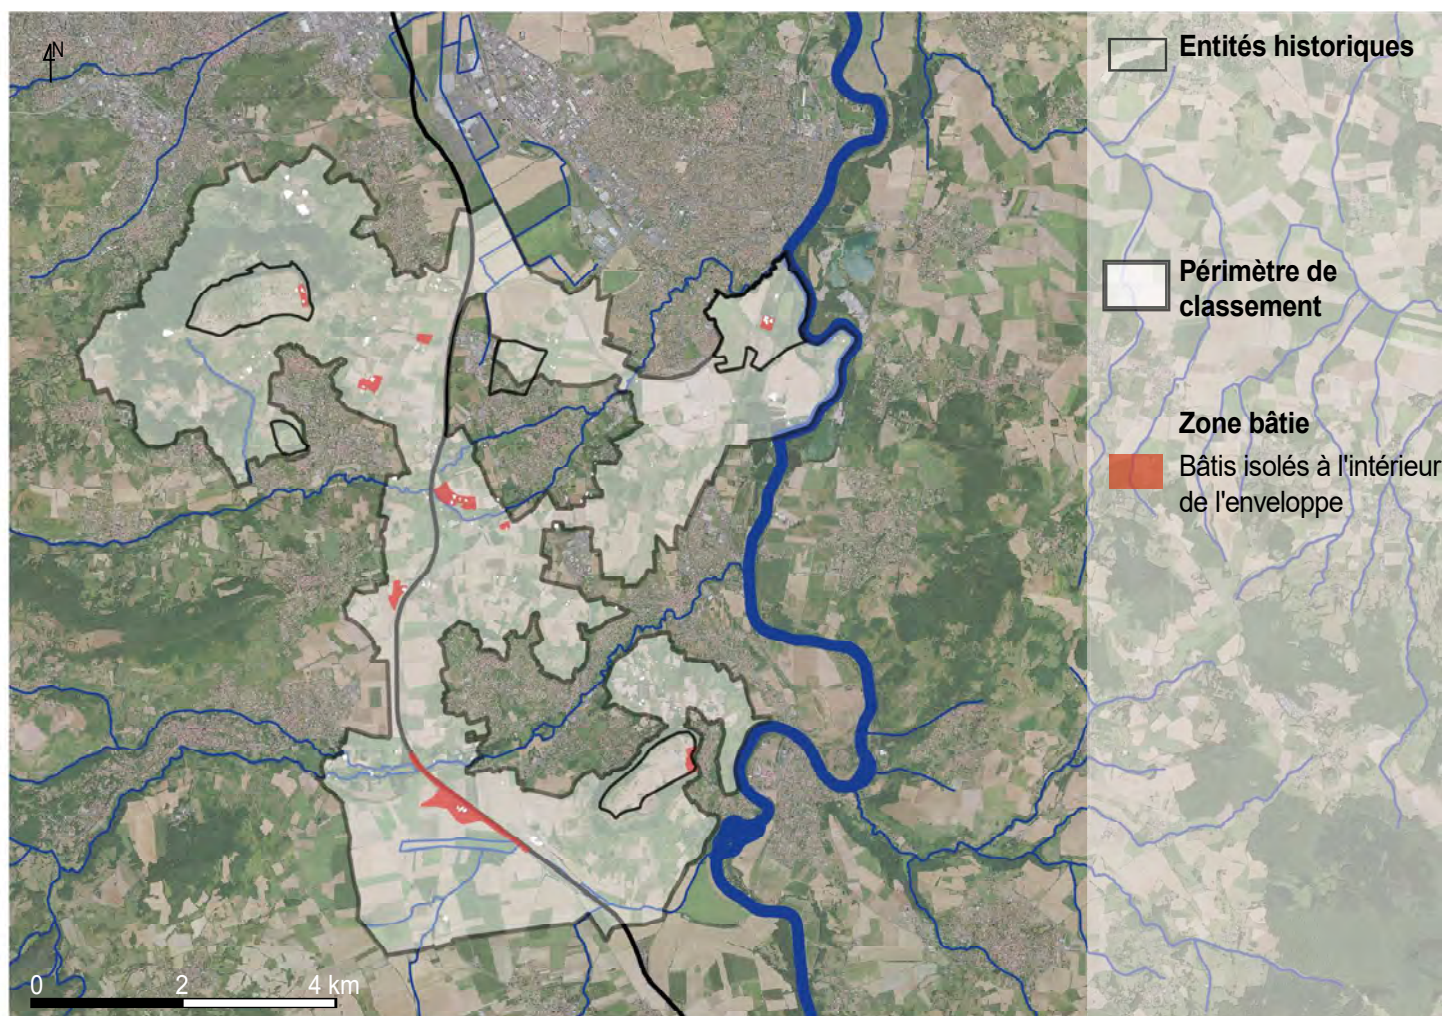 N
Entités historiques
Périmètre de
classement
Zone bâtie
Bâtis isolés à l'intérieur
de l'enveloppe
0 2 4 km